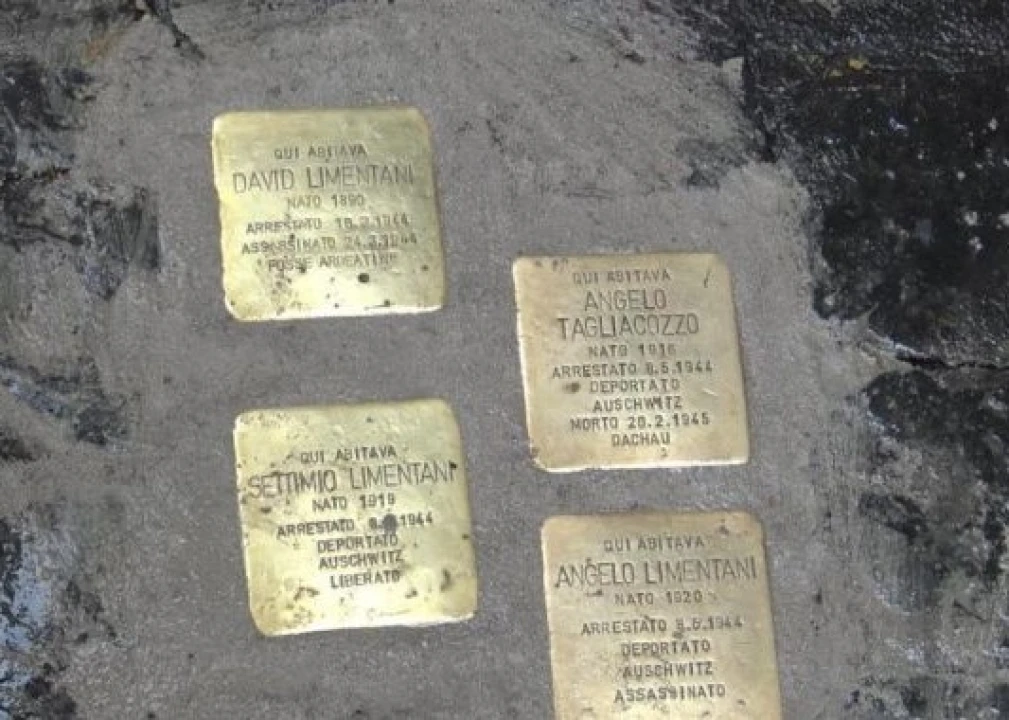 QUI ABITAVA
DAVID LIMENTANI
NATO 1890
ARRESTATO 18.3.1944
ASSASSINATO 24.3.1944
FOSSE ARDEATINE
QUI ABITAVA
ANGELO
TAGLIACOZZO
NATO 1916
ARRESTATO 8.5.1944
DEPORTATO
AUSCHWITZ
MORTO 20.2.1945
DACHAU
QUI ABITAVA
SETTIMIO LIMENTANI
NATO 1919
ARRESTATO
DEPORTATO
AUSCHWITZ
LIBERATO
QUI ABITAVA
ANGELO LIMENTANI
NATO 1920
ARRESTATO
DEPORTATO
AUSCHWITZ
ASSASSINATO